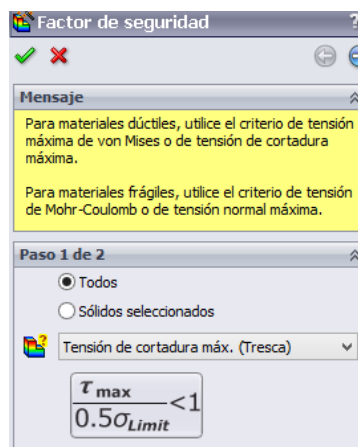 Factor de seguridad ?
Mensaje
Para materiales dúctiles, utilice el criterio de tensión
máxima de von Mises o de tensión de cortadura
máxima.
Para materiales frágiles, utilice el criterio de tensión
de Mohr-Coulomb o de tensión normal máxima.
Paso 1 de 2
Todos
Sólidos seleccionados
Tensión de cortadura máx. (Tresca)
τ max
0.5σLimit <1